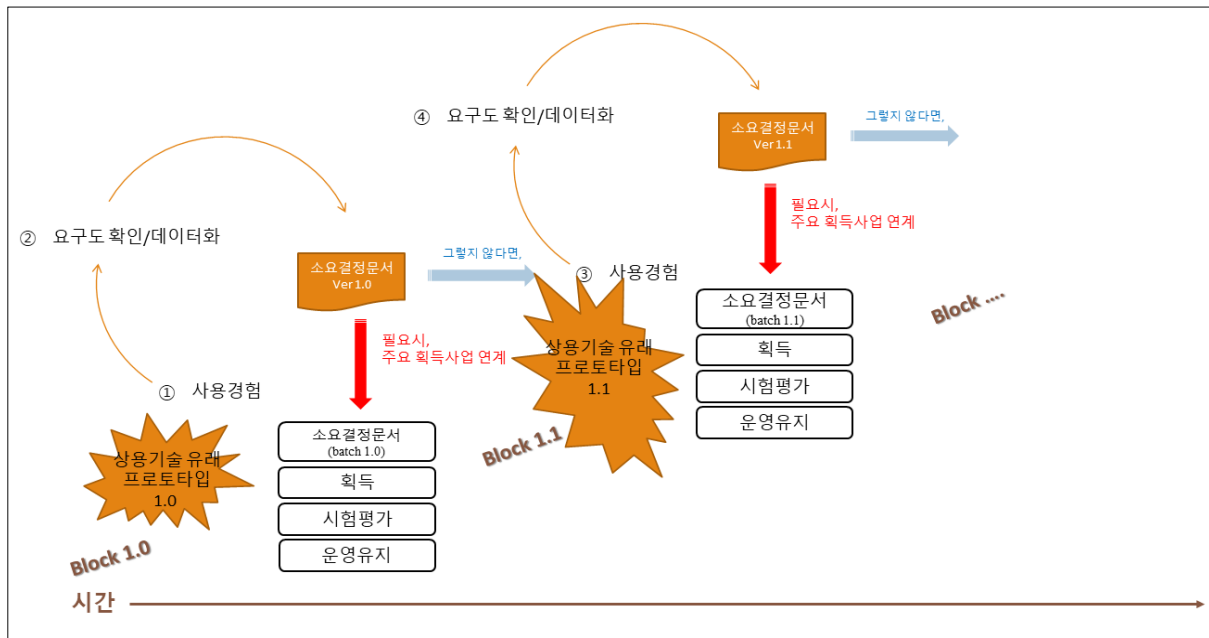 ④ 요구도 확인/데이터화
소요결정문서
Ver1.1
그렇지 않다면,
필요시,
주요 획득사업 연계
② 요구도 확인/데이터화
소요결정문서
Ver1.0
그렇지 않다면,
③ 사용경험
상용기술 유래
프로토타입
1.1
소요결정문서
(batch 1.1)
획득
시험평가
운영유지
Block ....
필요시,
주요 획득사업 연계
① 사용경험
상용기술 유래
프로토타입
1.0
소요결정문서
(batch 1.0)
획득
시험평가
운영유지
Block 1.1
Block 1.0
시간